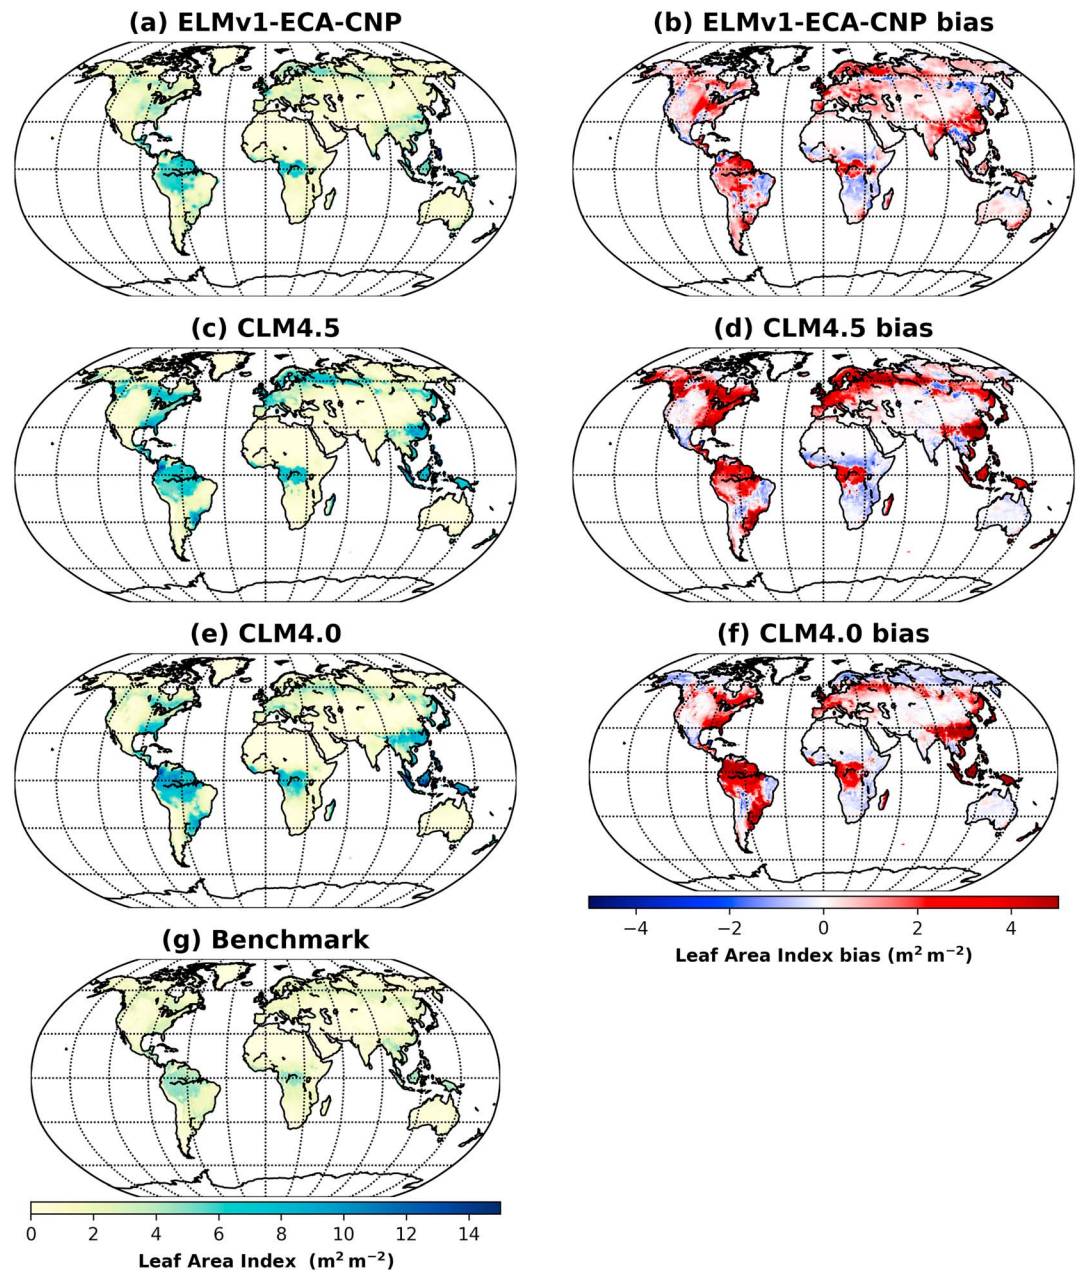 (a) ELMv1-ECA-CNP
(b) ELMv1-ECA-CNP bias
(c) CLM4.5
(d) CLM4.5 bias
(e) CLM4.0
(f) CLM4.0 bias
−4 −2 0 2 4
Leaf Area Index bias (m² m⁻²)
(g) Benchmark
0 2 4 6 8 10 12 14
Leaf Area Index (m² m⁻²)